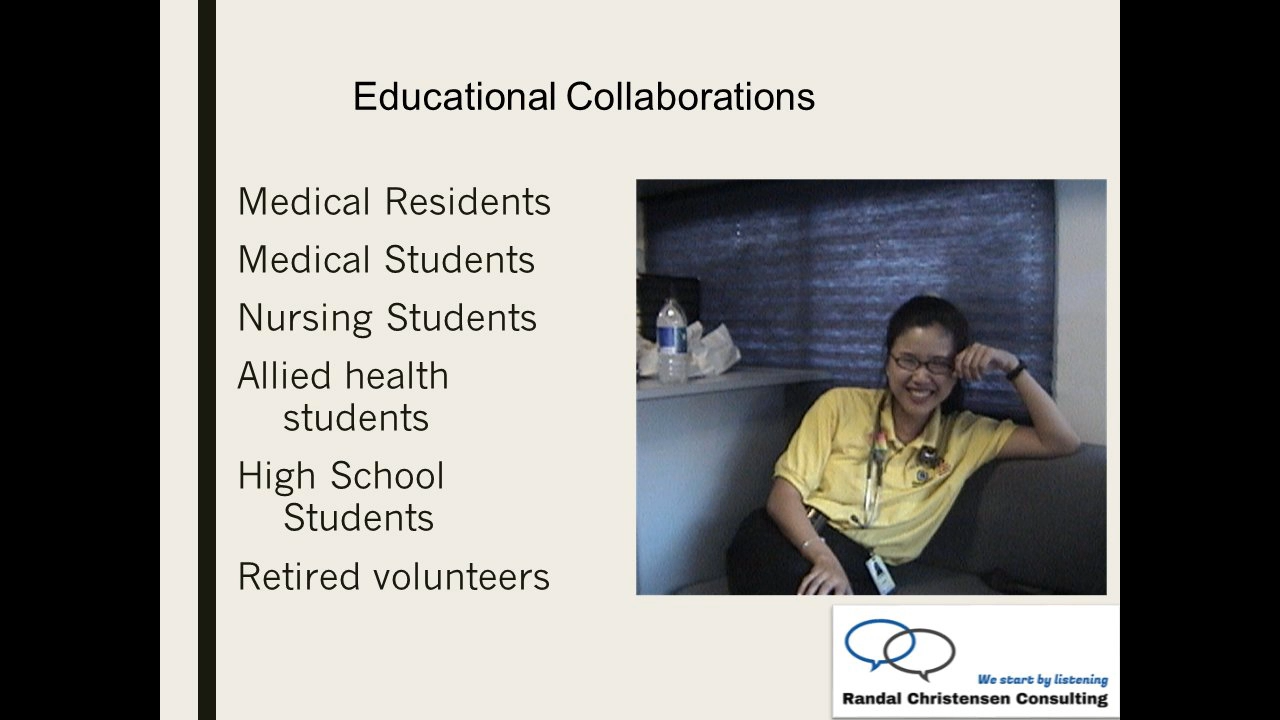 Educational Collaborations
Medical Residents
Medical Students
Nursing Students
Allied health
students
High School
Students
Retired volunteers
We start by listening
Randal Christensen Consulting